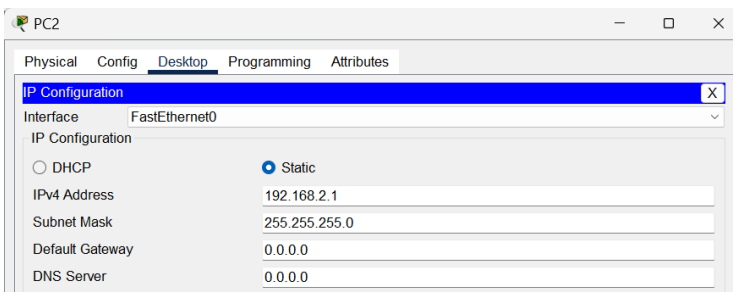 PC2
Physical Config Desktop Programming Attributes
IP Configuration X
Interface FastEthernet0
IP Configuration
DHCP Static
IPv4 Address 192.168.2.1
Subnet Mask 255.255.255.0
Default Gateway 0.0.0.0
DNS Server 0.0.0.0